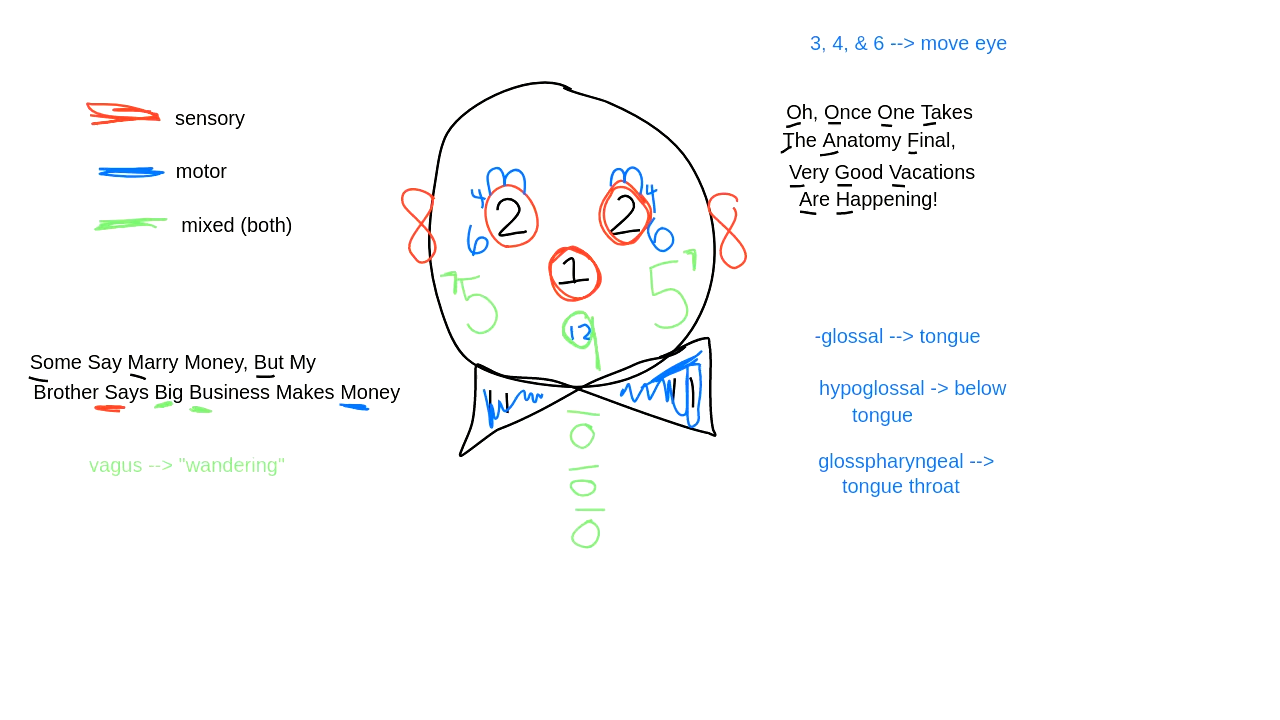 3, 4, & 6 --> move eye
sensory
motor
mixed (both)
Oh, Once One Takes
The Anatomy Final,
Very Good Vacations
Are Happening!
4
2
6
2
4
6
8
8
1
7
5
5
7
12
9
11
11
10
10
10
Some Say Marry Money, But My
Brother Says Big Business Makes Money
vagus --> "wandering"
-glossal --> tongue
hypoglossal -> below
tongue
glosspharyngeal -->
tongue throat